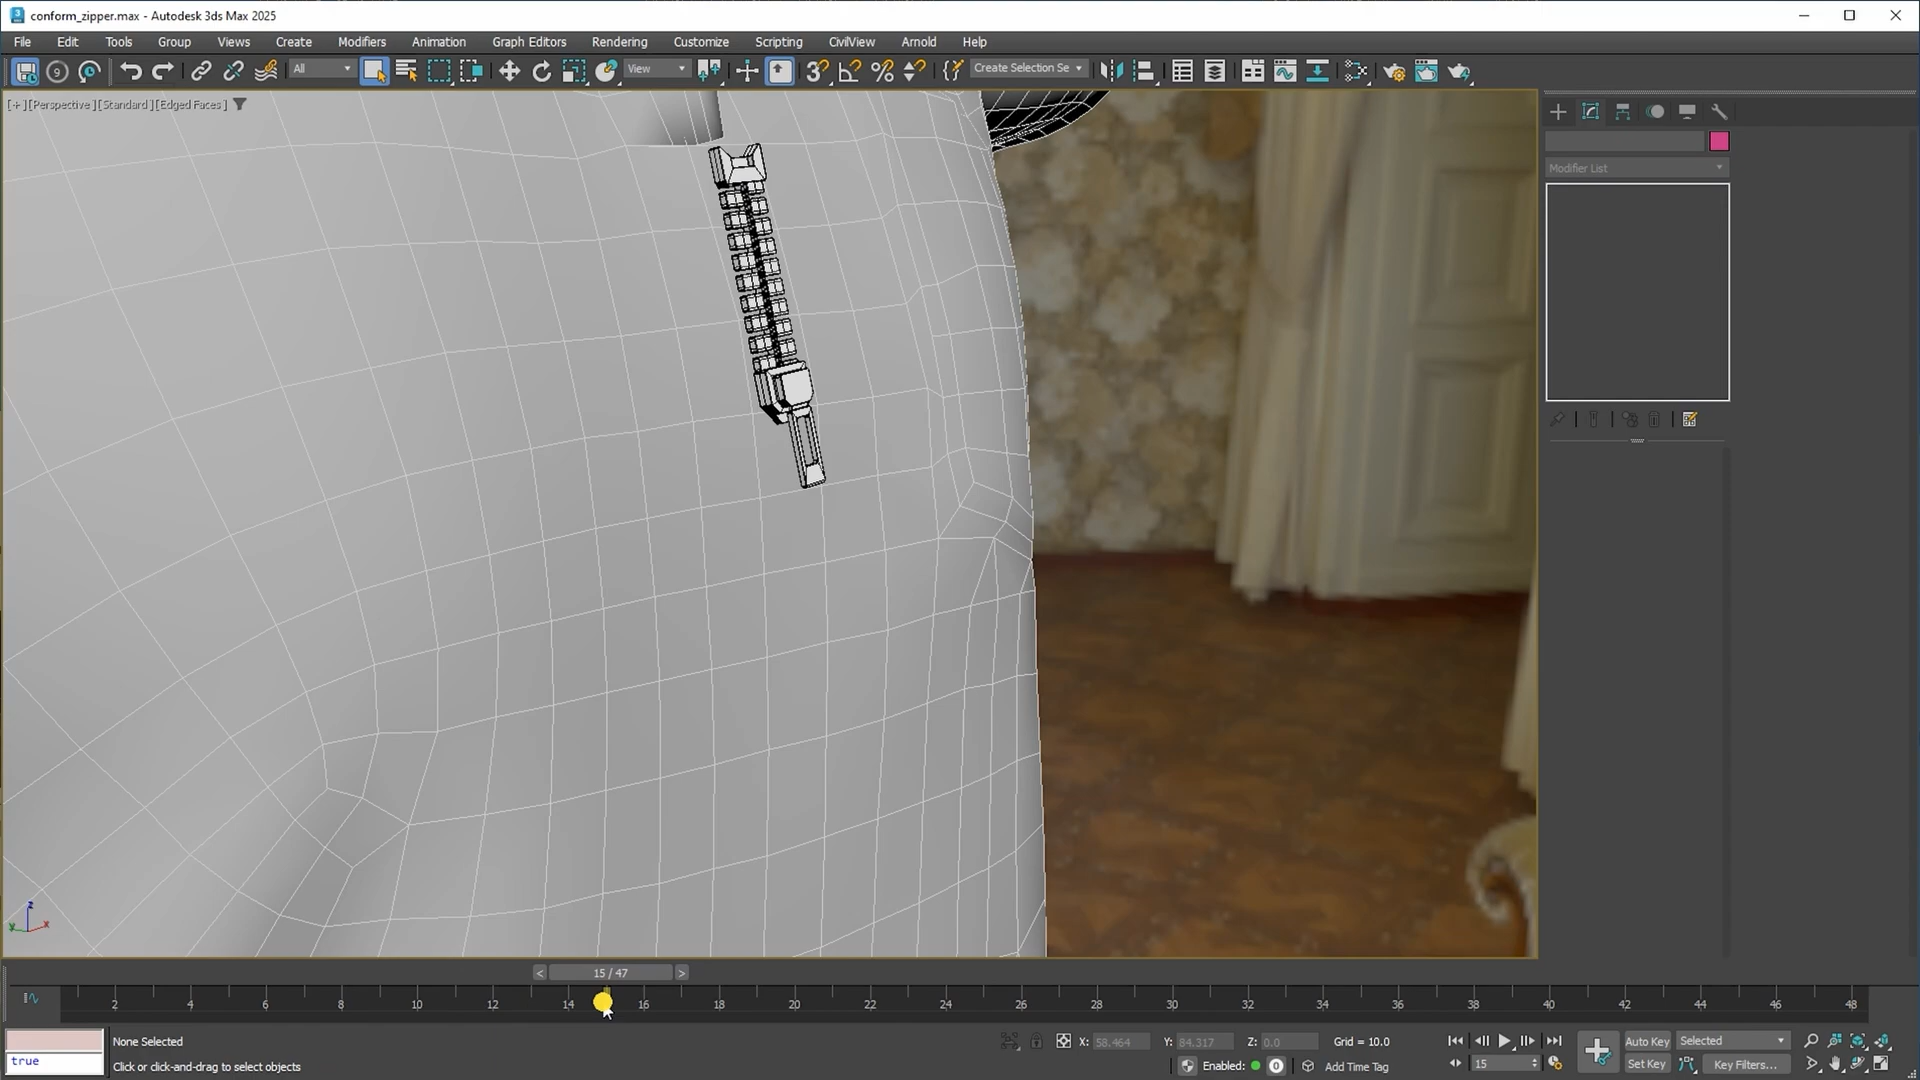 conform_zipper.max - Autodesk 3ds Max 2025
File Edit Tools Group Views Create Modifiers Animation Graph Editors Rendering Customize Scripting CivilView Arnold Help
All View Create Selection Se
[+][Perspective][Standard][Edged Faces]
Modifier List
< 15 / 47 >
2 4 6 8 10 12 14 16 18 20 22 24 26 28 30 32 34 36 38 40 42 44 46 48
None Selected X: 58.464 Y: 84.317 Z: 0.0 Grid = 10.0 Auto Key Selected
true Click or click-and-drag to select objects Enabled: 0 Add Time Tag 15 Set Key Key Filters...